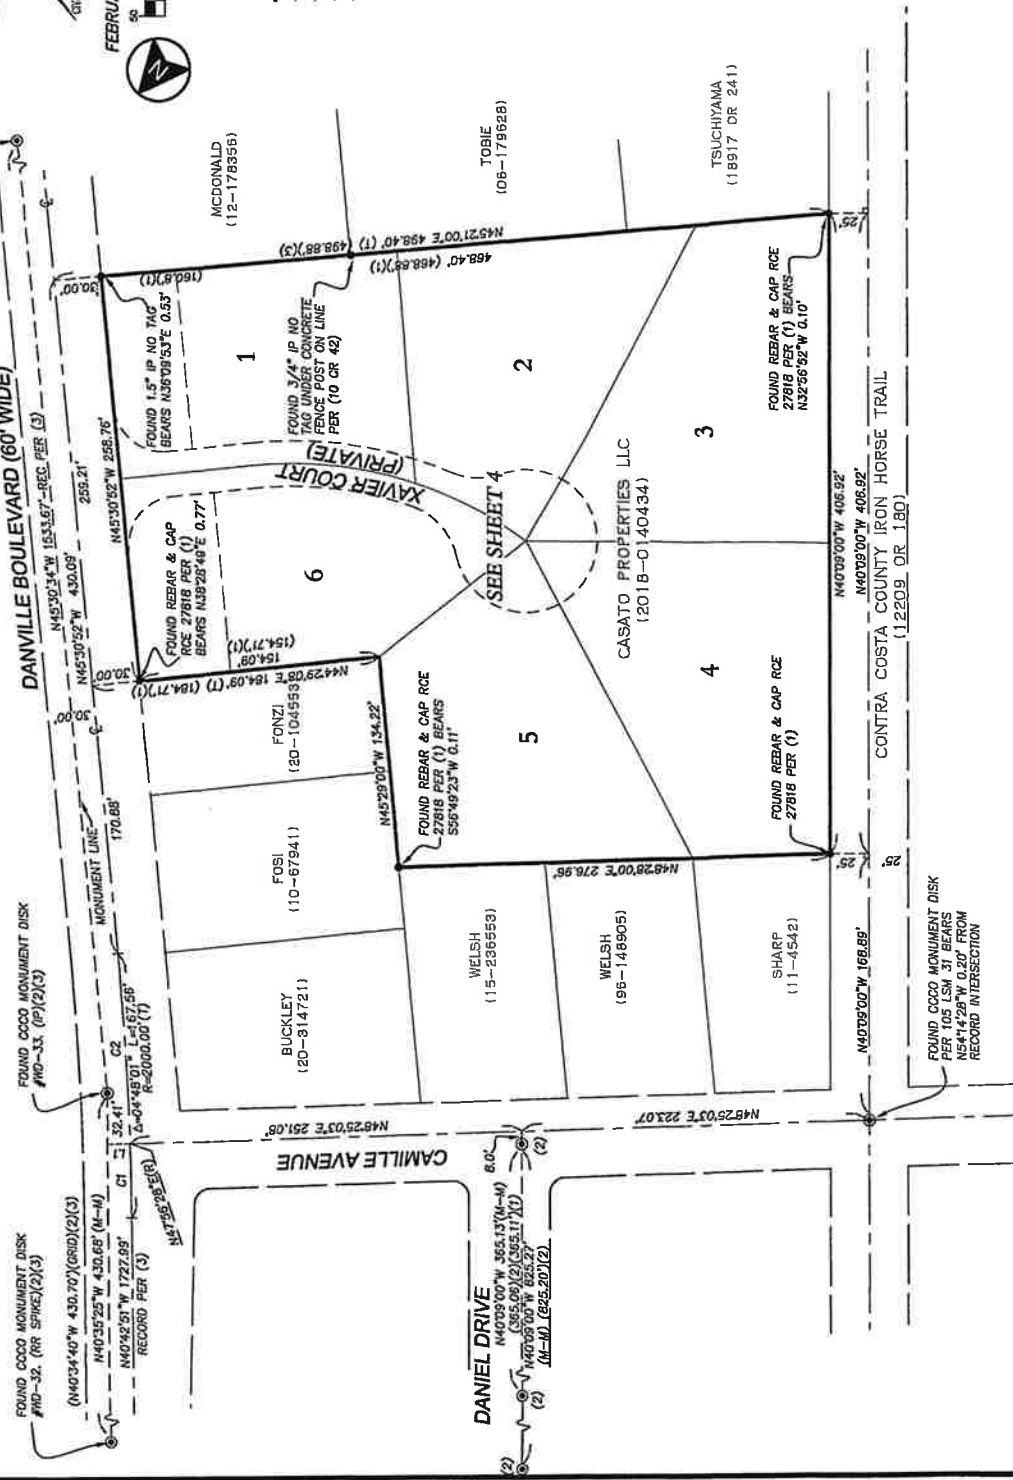 FEBRU
50
N
DANVILLE BOULEVARD (60' WIDE)
N45°30'34"W 1533.67'-REC PER (3)
259.21'
N45°30'52"W 430.09'
N45°30'52"W 258.76'
30.00'
30.00'
30.00'
MONUMENT LINE
170.88'
FOUND CCCO MONUMENT DISK
#WD-33, (IP)(2)(3)
C2
32.41'
Δ=04°48'01" L=167.56'
R=2000.00'(T)
L1
C1
N47°56'28"E(R)
FOUND CCCO MONUMENT DISK
#WD-32, (RR SPIKE)(2)(3)
(N40°34'40"W 430.70')(GRID)(2)(3)
N40°35'25"W 430.68' (M-M)
N40°42'51"W 1727.99'
RECORD PER (3)
MCDONALD
(12-178356)
TOBIE
(06-179628)
TSUCHIYAMA
(18917 OR 241)
FOUND 1.5" IP NO TAG
BEARS N36°09'53"E 0.53'
(160.8')(1)
N45°21'00"E 498.40' (T) (498.88')(3)
468.40' (468.88')(1)
1
FOUND 3/4" IP NO
TAG UNDER CONCRETE
FENCE POST ON LINE
PER (10 CR 42)
2
3
XAVIER COURT
(PRIVATE)
SEE SHEET 4
FOUND REBAR & CAP
RCE 27818 PER (1)
BEARS N38°28'49"E 0.77'
6
N44°29'08"E 184.09' (T) (184.71')(1)
154.09'
(154.71')(1)
FONZI
(20-104553)
FOSI
(10-67941)
BUCKLEY
(20-314721)
N45°29'00"W 134.22'
FOUND REBAR & CAP RCE
27818 PER (1) BEARS
S56°49'23"W 0.11'
5
4
CASATO PROPERTIES LLC
(2018-0140434)
FOUND REBAR & CAP RCE
27818 PER (1) BEARS
N32°56'52"W 0.10'
FOUND REBAR & CAP RCE
27818 PER (1)
N48°28'00"E 276.96'
WELSH
(15-236553)
WELSH
(96-148905)
SHARP
(11-4542)
N40°09'00"W 406.92'
N40°09'00"W 406.92'
CONTRA COSTA COUNTY IRON HORSE TRAIL
(12209 OR 180)
25'
25'
25'
N40°09'00"W 168.89'
FOUND CCCO MONUMENT DISK
PER 105 LSM 31 BEARS
N54°14'28"W 0.20' FROM
RECORD INTERSECTION
CAMILLE AVENUE
N48°25'03"E 251.08'
N48°25'03"E 223.07'
8.0'
(2)
DANIEL DRIVE
N40°09'00"W 365.13'(M-M)
(365.06)(2)(365.11')(1)
N40°09'00"W 825.27'
(M-M) (825.20')(2)
(2)
(2)